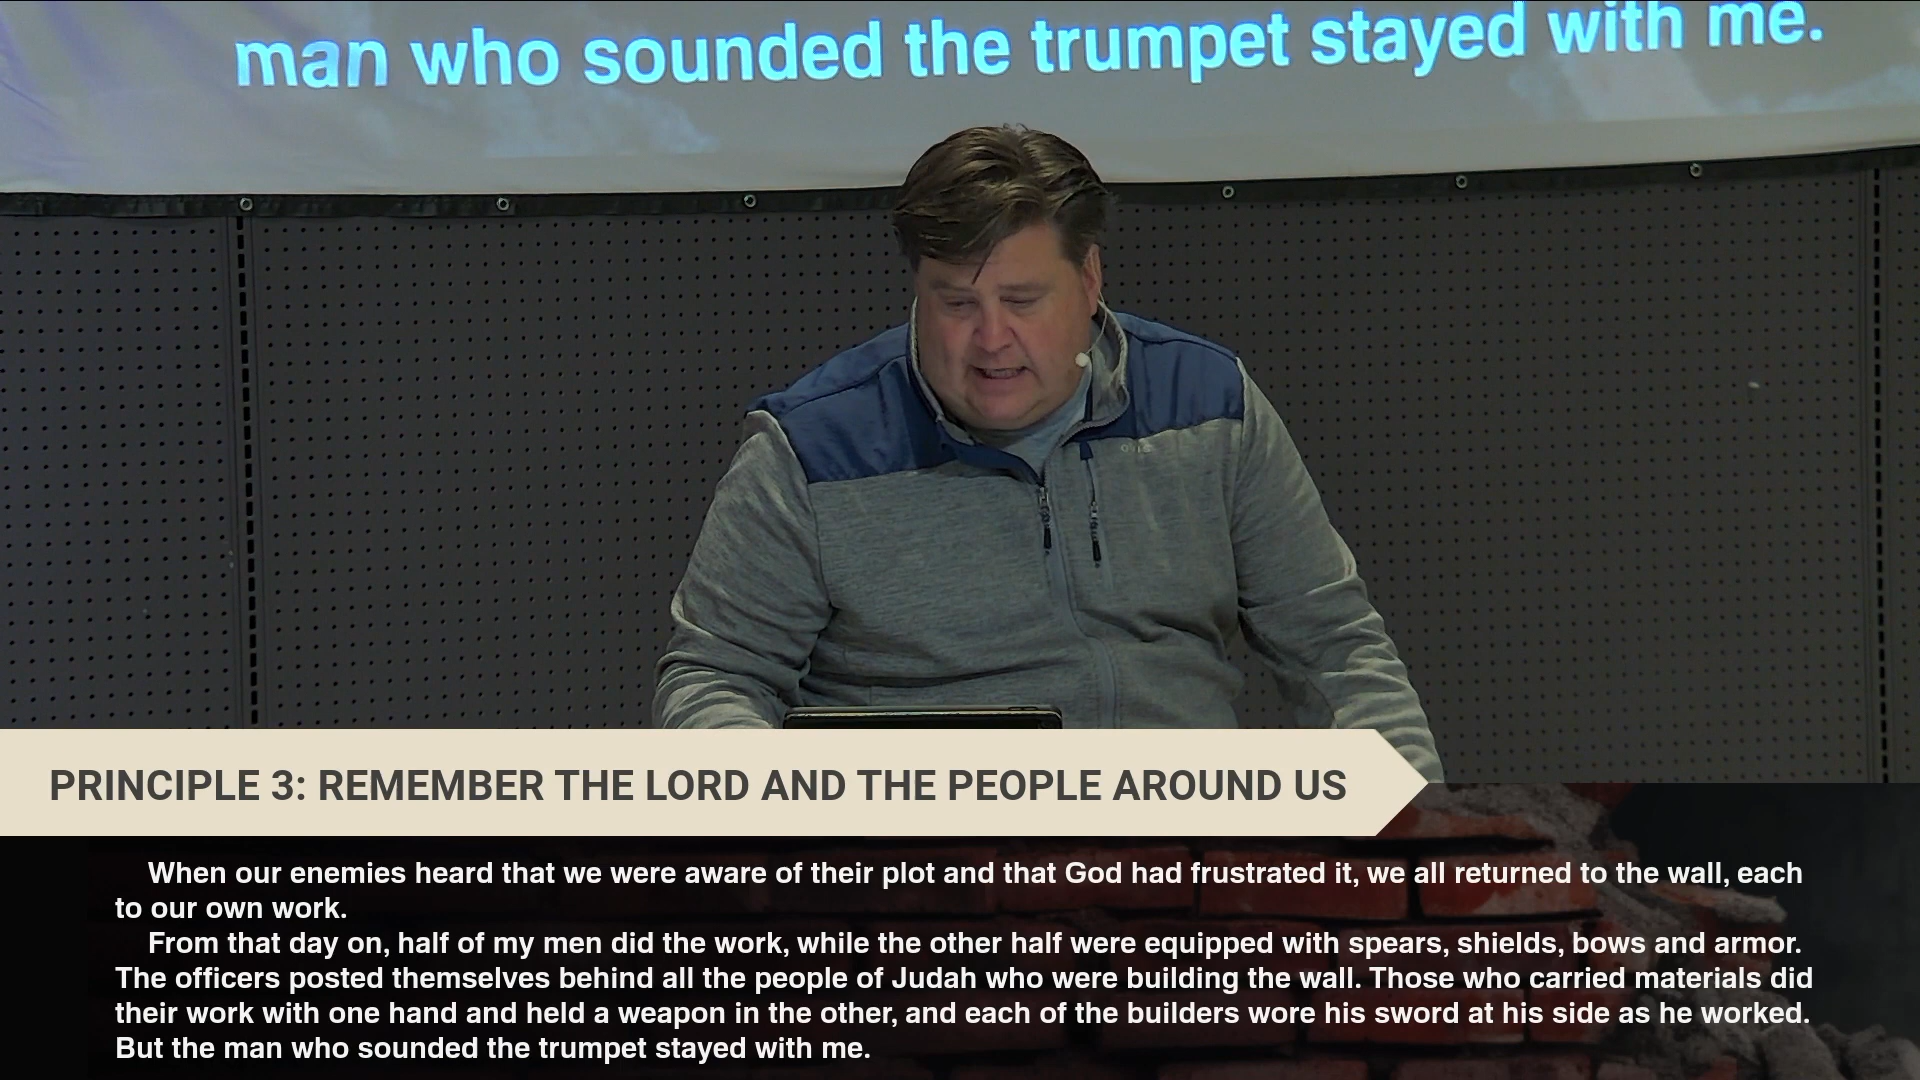 man who sounded the trumpet stayed with me.
PRINCIPLE 3: REMEMBER THE LORD AND THE PEOPLE AROUND US
When our enemies heard that we were aware of their plot and that God had frustrated it, we all returned to the wall, each
to our own work.
From that day on, half of my men did the work, while the other half were equipped with spears, shields, bows and armor.
The officers posted themselves behind all the people of Judah who were building the wall. Those who carried materials did
their work with one hand and held a weapon in the other, and each of the builders wore his sword at his side as he worked.
But the man who sounded the trumpet stayed with me.